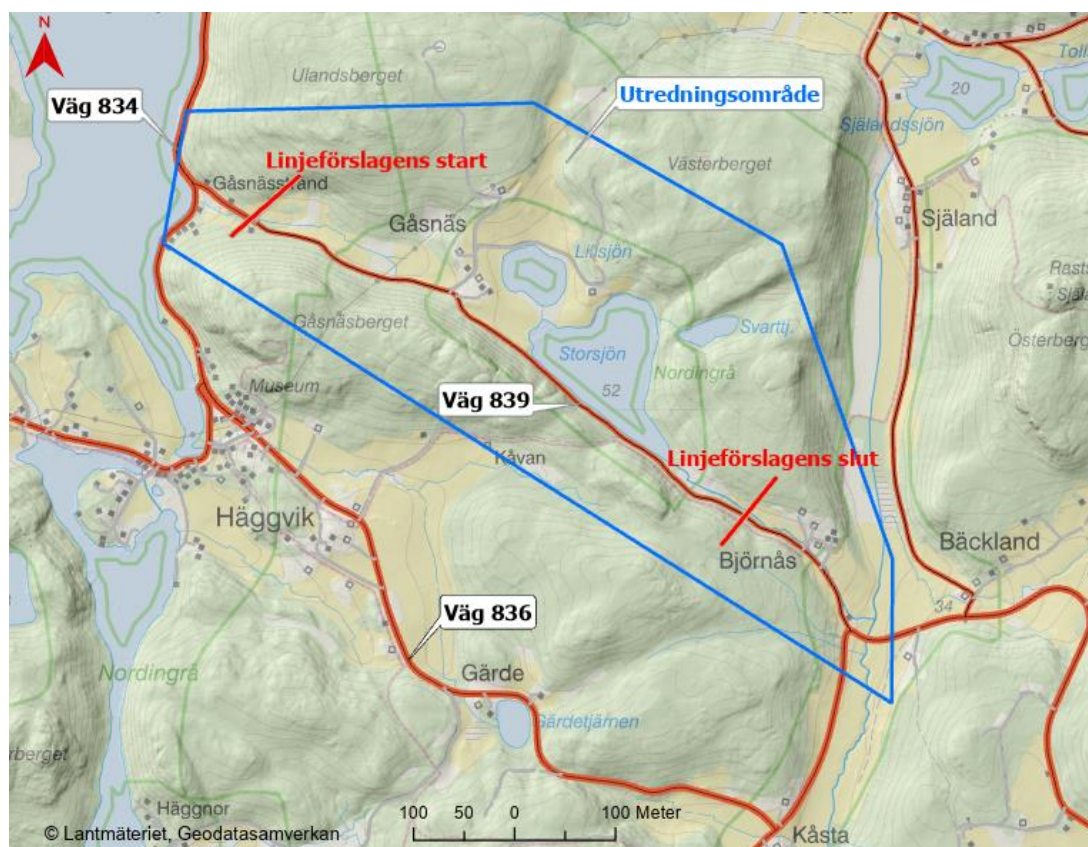 N
Ulandsberget
Väg 834
Utredningsområde
20
Själandssjön
Linjeförslagens start
Västerberget
Gåsnässtrand
Gåsnäs
Själand
Lillsjön
Gåsnäsberget
Svarttj.
Storsjön
Museum
Nordingrå
52
Väg 839
Linjeförslagens slut
Kåvan
Häggvik
Björnås
Bäckland
34
Väg 836
Nordingrå
Gärde
Gärdetjärnen
Häggnor
100 50 0 100 Meter
© Lantmäteriet, Geodatasamverkan
Kåsta